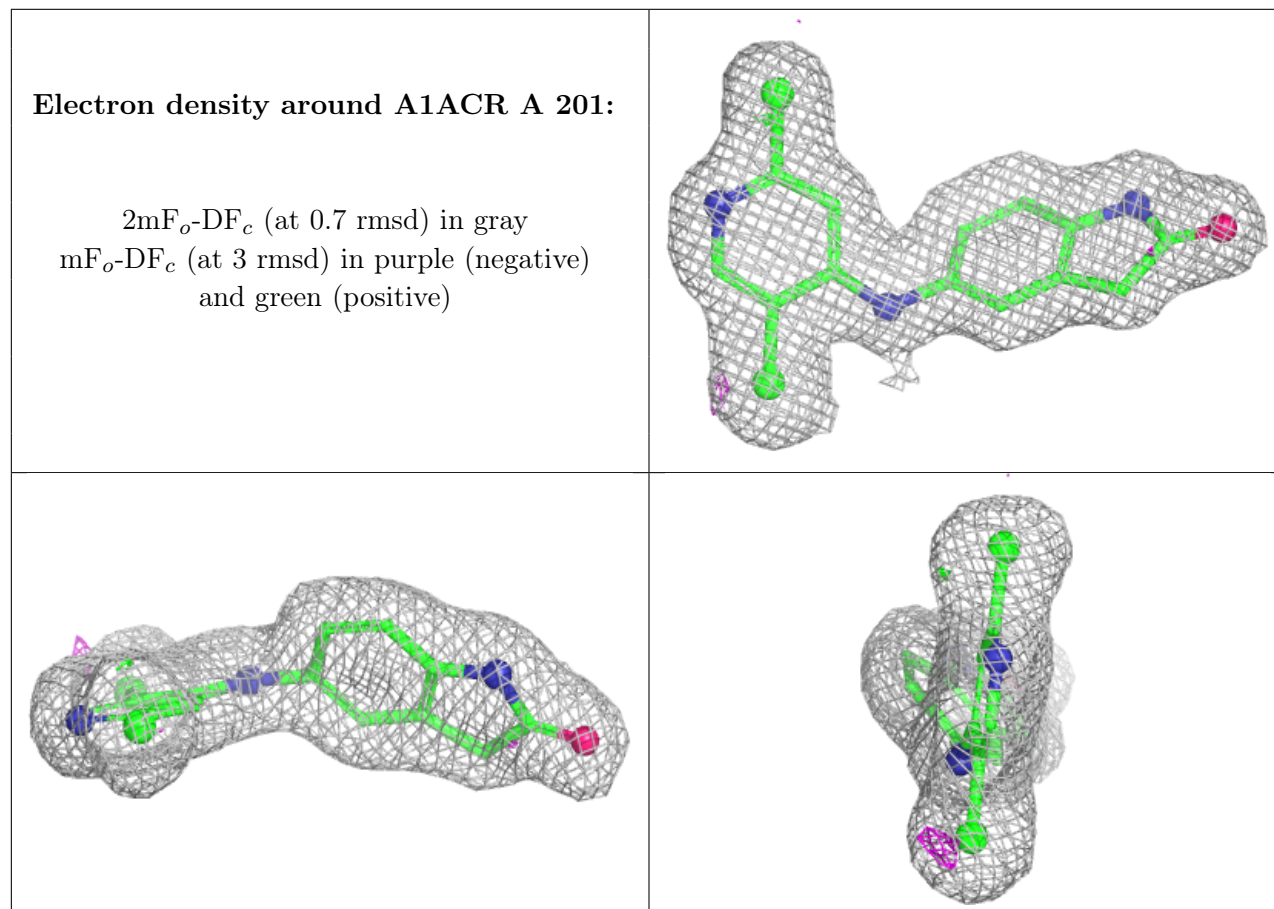 Electron density around A1ACR A 201:
2mFo-DFc (at 0.7 rmsd) in gray
mFo-DFc (at 3 rmsd) in purple (negative)
and green (positive)